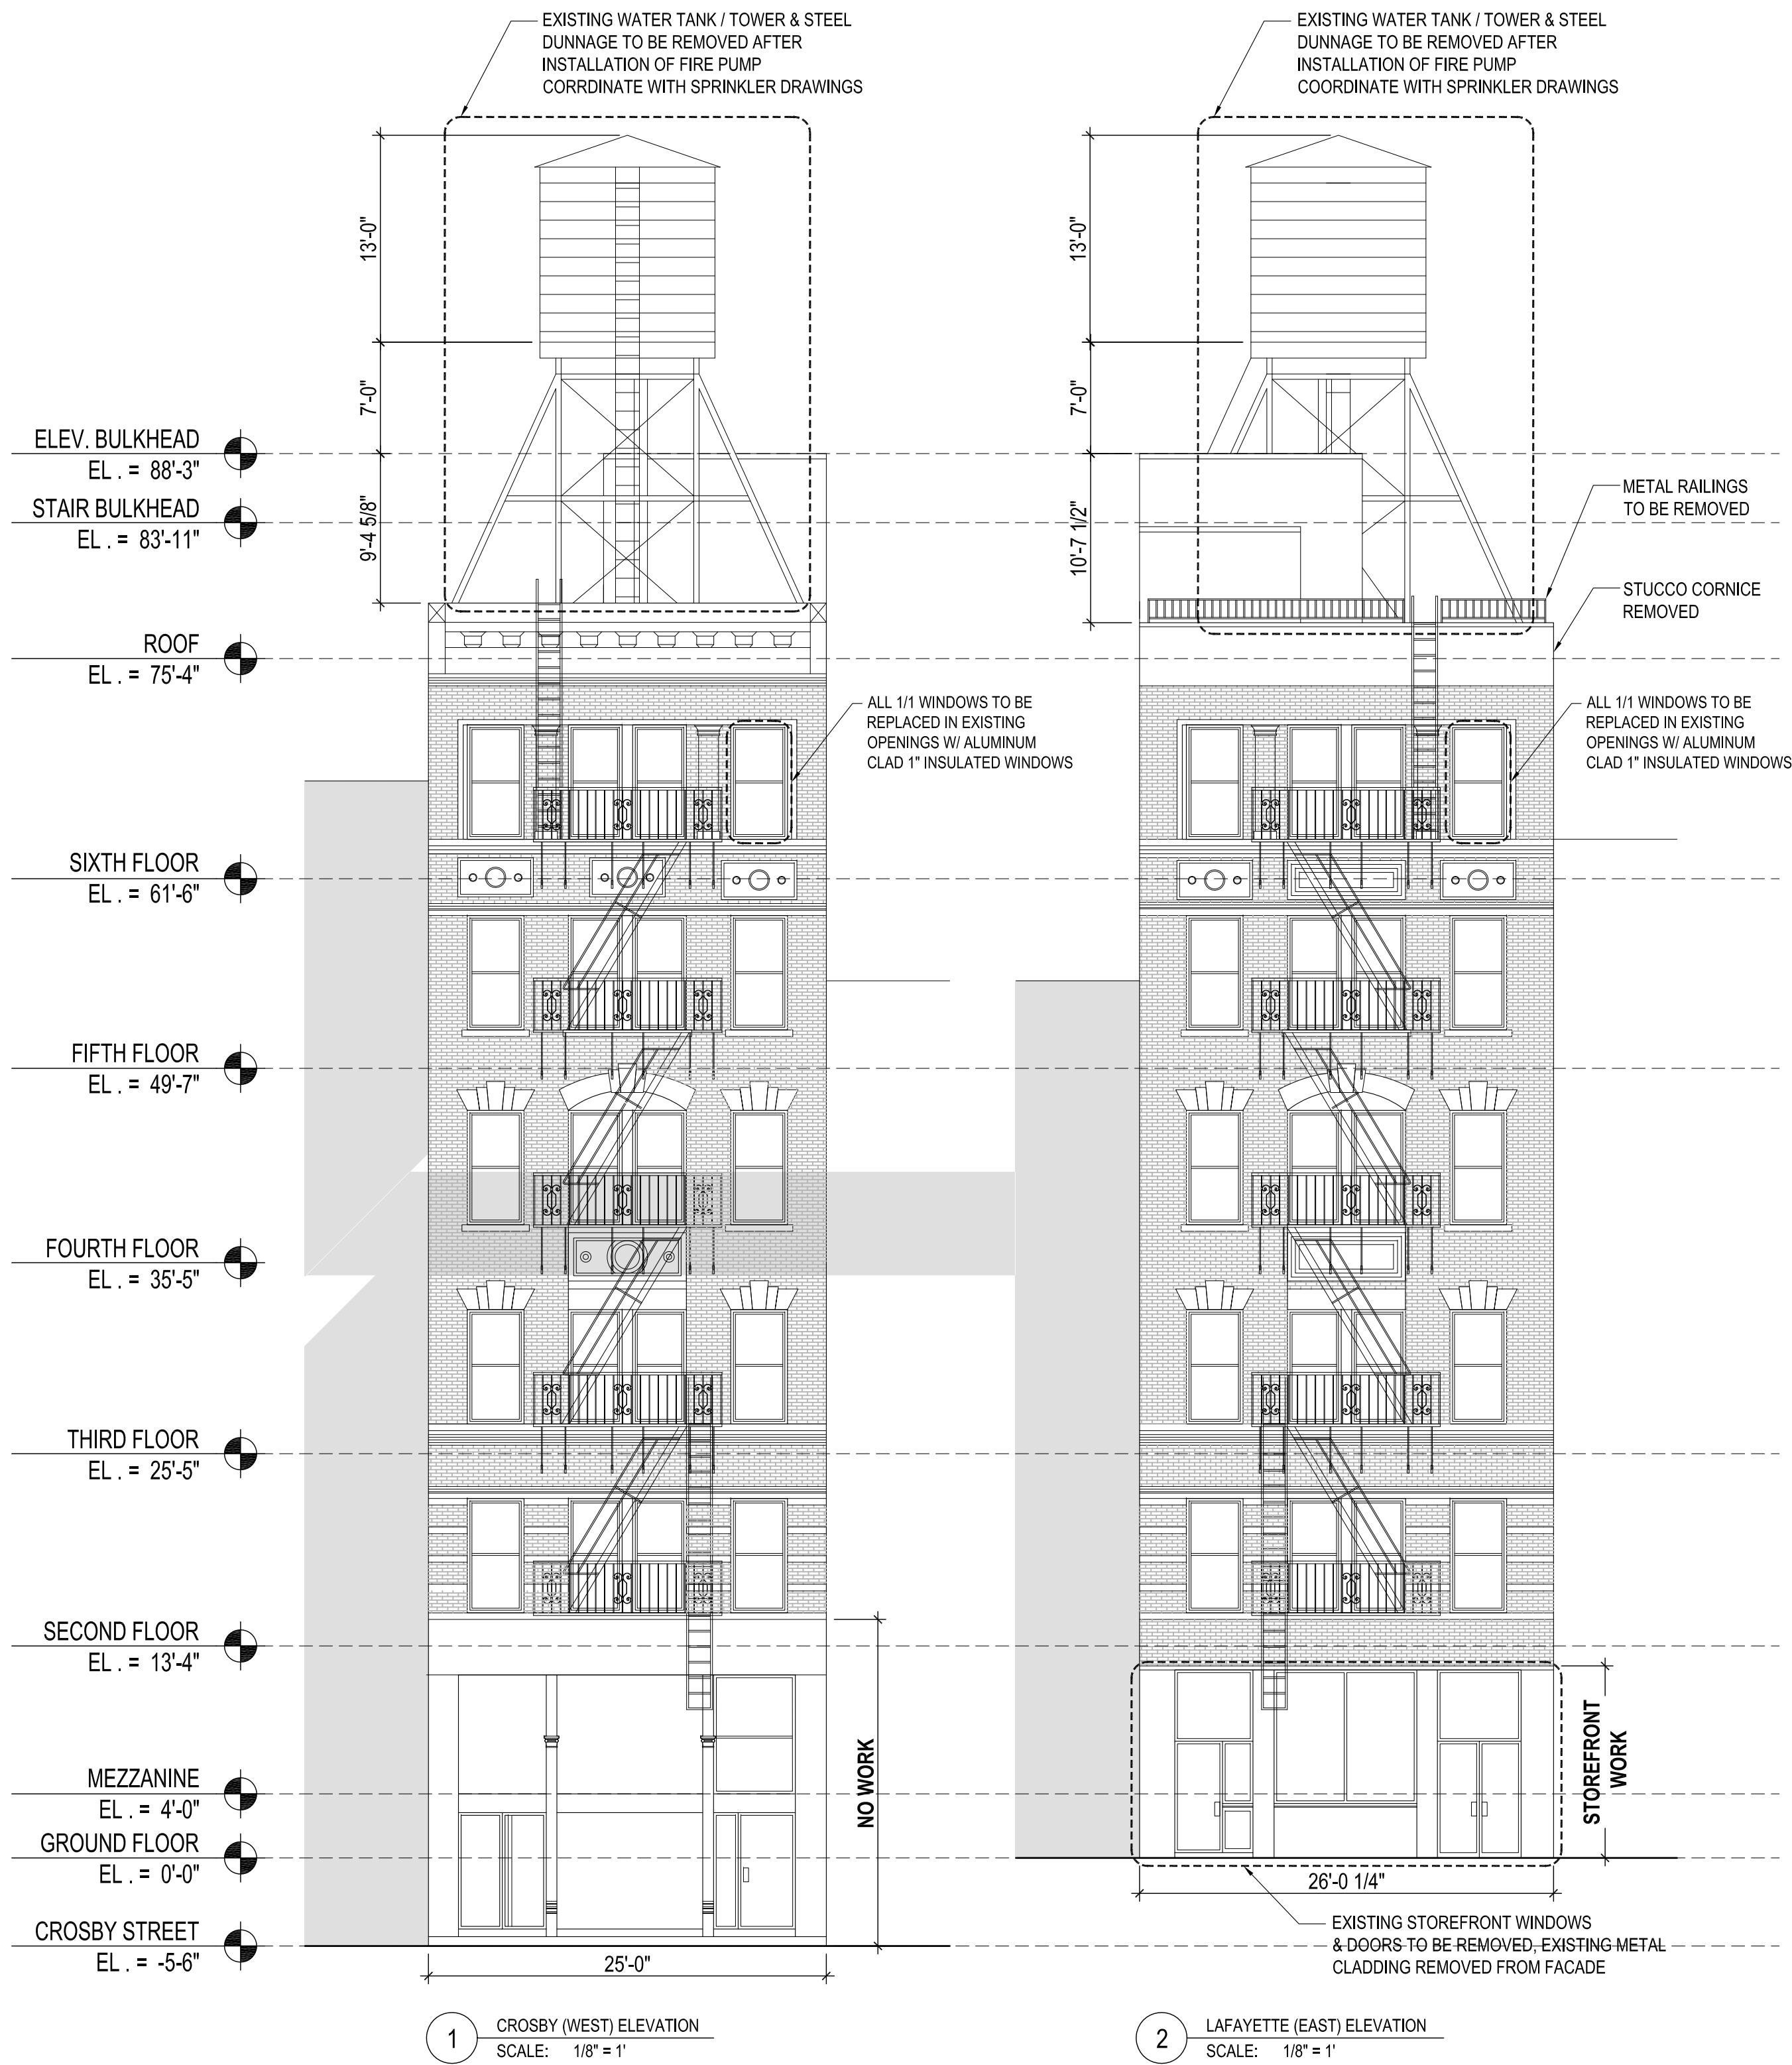 EXISTING WATER TANK / TOWER & STEEL
DUNNAGE TO BE REMOVED AFTER
INSTALLATION OF FIRE PUMP
CORRDINATE WITH SPRINKLER DRAWINGS
EXISTING WATER TANK / TOWER & STEEL
DUNNAGE TO BE REMOVED AFTER
INSTALLATION OF FIRE PUMP
COORDINATE WITH SPRINKLER DRAWINGS
13'-0"
7'-0"
9'-4 5/8"
13'-0"
7'-0"
10'-7 1/2"
ELEV. BULKHEAD
EL . = 88'-3"
STAIR BULKHEAD
EL . = 83'-11"
ROOF
EL . = 75'-4"
SIXTH FLOOR
EL . = 61'-6"
FIFTH FLOOR
EL . = 49'-7"
FOURTH FLOOR
EL . = 35'-5"
THIRD FLOOR
EL . = 25'-5"
SECOND FLOOR
EL . = 13'-4"
MEZZANINE
EL . = 4'-0"
GROUND FLOOR
EL . = 0'-0"
CROSBY STREET
EL . = -5-6"
METAL RAILINGS
TO BE REMOVED
STUCCO CORNICE
REMOVED
ALL 1/1 WINDOWS TO BE
REPLACED IN EXISTING
OPENINGS W/ ALUMINUM
CLAD 1" INSULATED WINDOWS
ALL 1/1 WINDOWS TO BE
REPLACED IN EXISTING
OPENINGS W/ ALUMINUM
CLAD 1" INSULATED WINDOWS
NO WORK
STOREFRONT
WORK
25'-0"
26'-0 1/4"
EXISTING STOREFRONT WINDOWS
& DOORS TO BE REMOVED, EXISTING METAL
CLADDING REMOVED FROM FACADE
1
CROSBY (WEST) ELEVATION
SCALE: 1/8" = 1'
2
LAFAYETTE (EAST) ELEVATION
SCALE: 1/8" = 1'